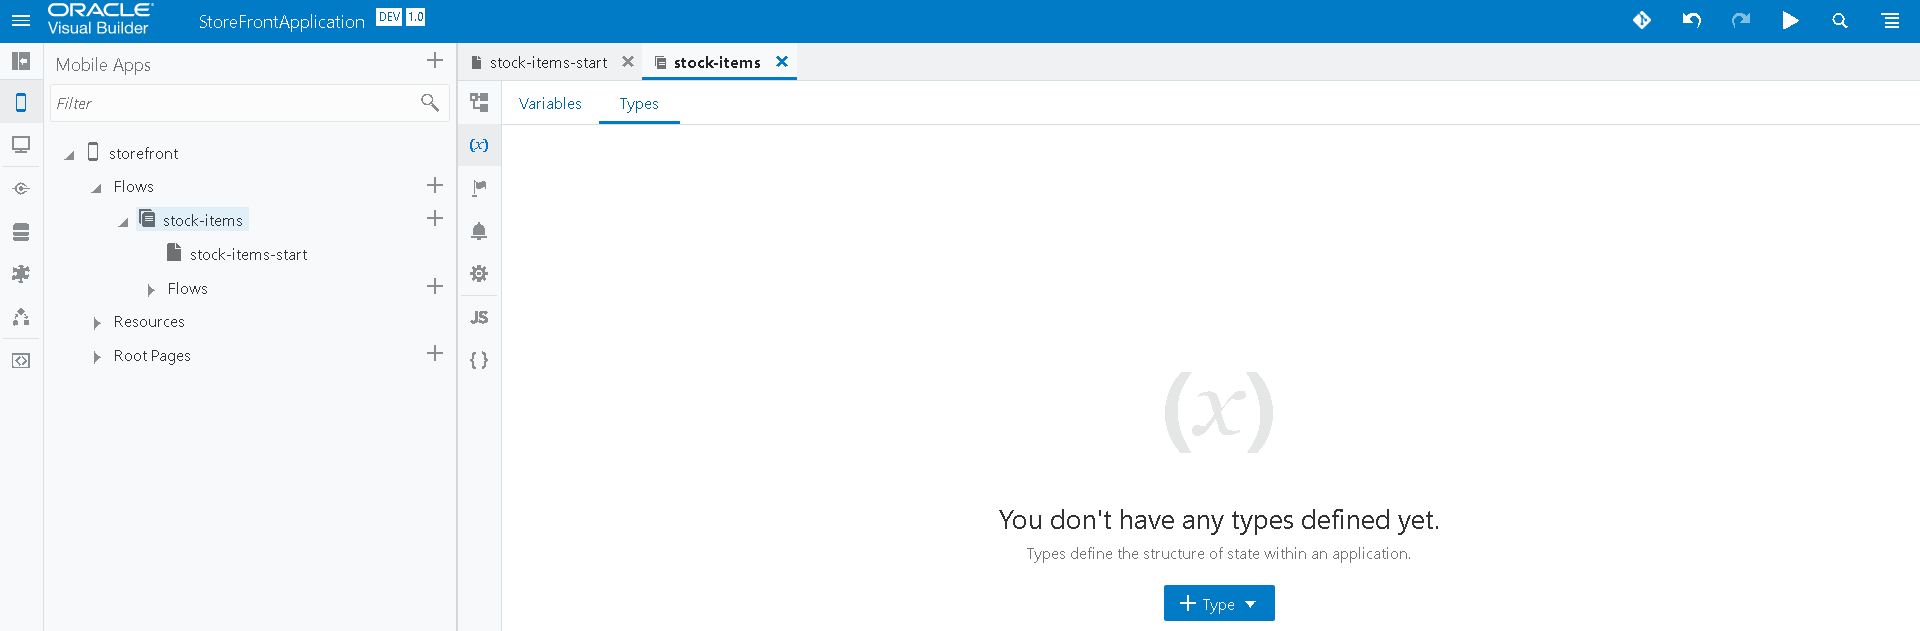 ORACLE
Visual Builder
StoreFrontApplication DEV 1.0
Mobile Apps
Filter
storefront
Flows
stock-items
stock-items-start
Flows
Resources
Root Pages
stock-items-start
stock-items
Variables
Types
(x)
JS
{ }
(x)
You don't have any types defined yet.
Types define the structure of state within an application.
Type